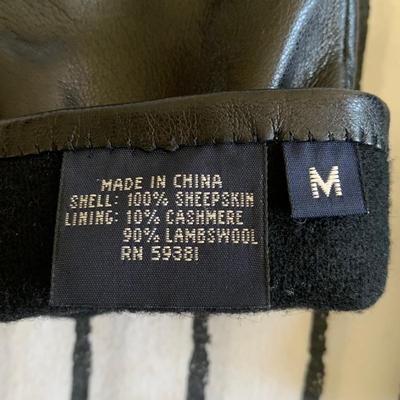 MADE IN CHINA
SHELL: 100% SHEEPSKIN
LINING: 10% CASHMERE
90% LAMBSWOOL
RN 59381
M